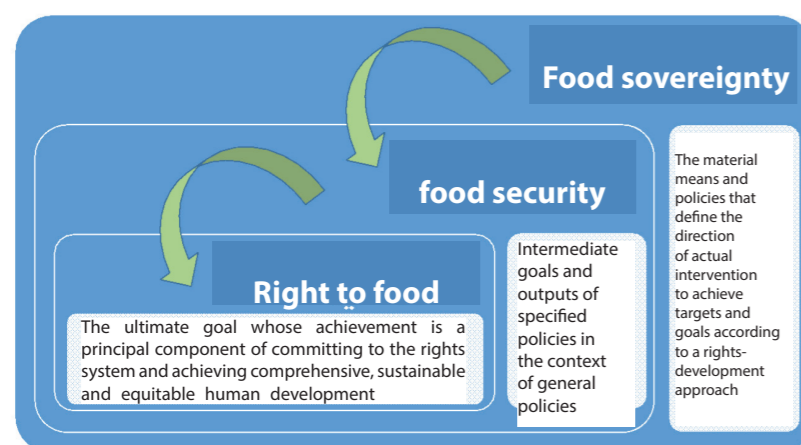 Food sovereignty
The material
means and
policies that
define the
direction
of actual
intervention
to achieve
targets and
goals according
to a rights-
development
approach
food security
Intermediate
goals and
outputs of
specified
policies in
the context
of general
policies
Right to food
The ultimate goal whose achievement is a
principal component of committing to the rights
system and achieving comprehensive, sustainable
and equitable human development